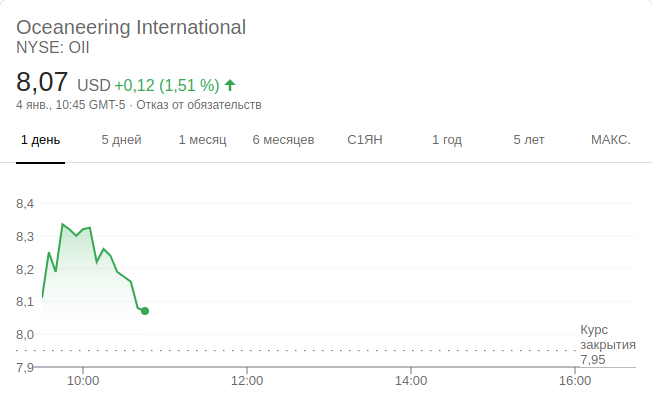 Oceaneering International
NYSE: OII
8,07 USD +0,12 (1,51 %)
4 янв., 10:45 GMT-5 · Отказ от обязательств
1 день 5 дней 1 месяц 6 месяцев С1ЯН 1 год 5 лет МАКС.
8,4
8,3
8,2
8,1
8,0
7,9
Курс
закрытия
7,95
10:00 12:00 14:00 16:00